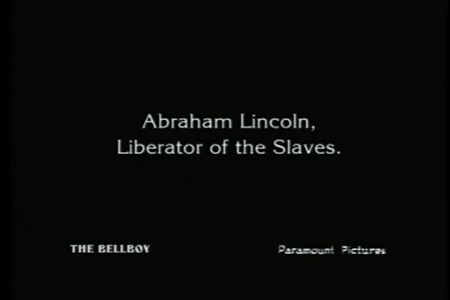 Abraham Lincoln,
Liberator of the Slaves.
THE BELLBOY Paramount Pictures